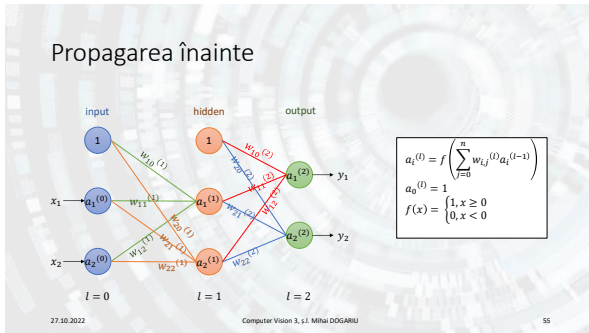 Propagarea înainte
input hidden output
1 1
w₁₀⁽¹⁾ w₁₀⁽²⁾
w₂₀⁽²⁾
a₁⁽²⁾ y₁
x₁ a₁⁽⁰⁾ w₁₁⁽¹⁾ a₁⁽¹⁾ w₁₁⁽²⁾
w₂₀⁽¹⁾ w₂₁⁽²⁾ w₁₂⁽²⁾
w₂₁⁽¹⁾ a₂⁽²⁾ y₂
w₁₂⁽¹⁾
x₂ a₂⁽⁰⁾ w₂₂⁽¹⁾ a₂⁽¹⁾ w₂₂⁽²⁾
l = 0 l = 1 l = 2
aᵢ⁽ˡ⁾ = f(∑ⱼ₌₀ⁿ wᵢ,ⱼ⁽ˡ⁾aᵢ⁽ˡ⁻¹⁾)
a₀⁽ˡ⁾ = 1
f(x) = {1, x ≥ 0
0, x < 0
27.10.2022 Computer Vision 3, ș.l. Mihai DOGARIU 55